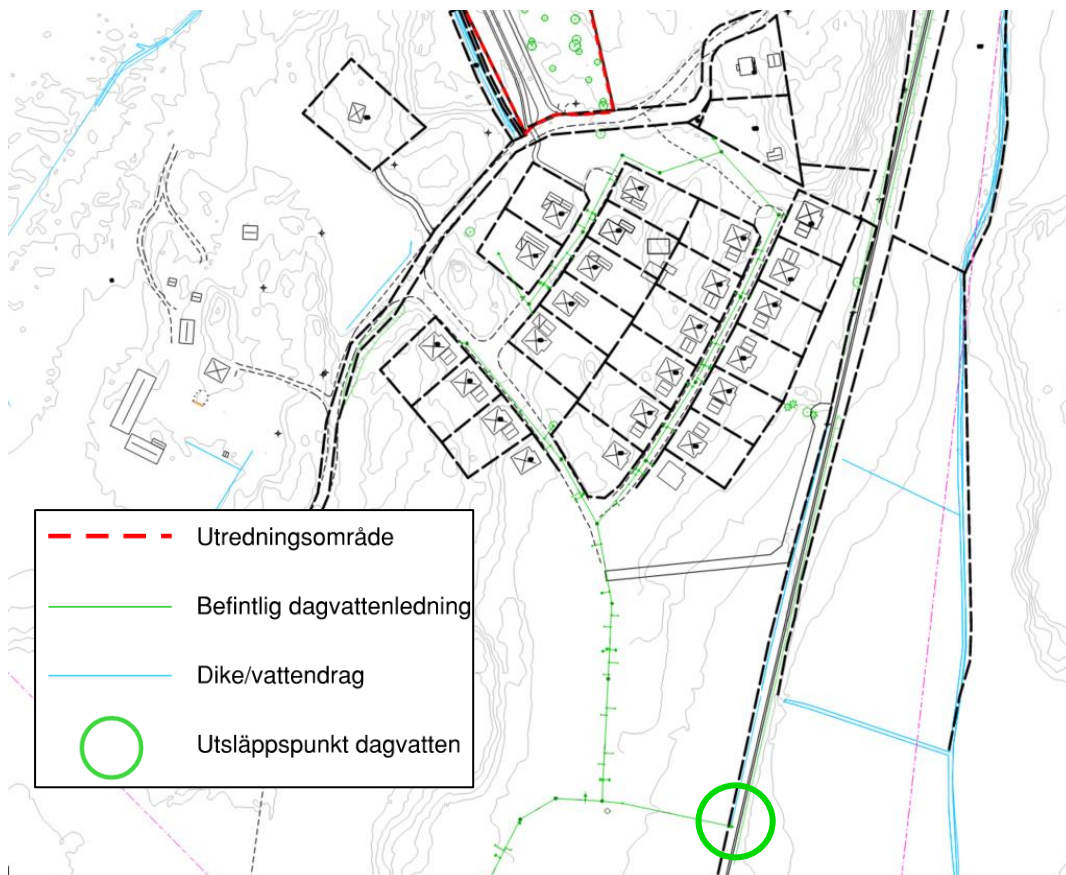 Utredningsområde
Befintlig dagvattenledning
Dike/vattendrag
Utsläppspunkt dagvatten